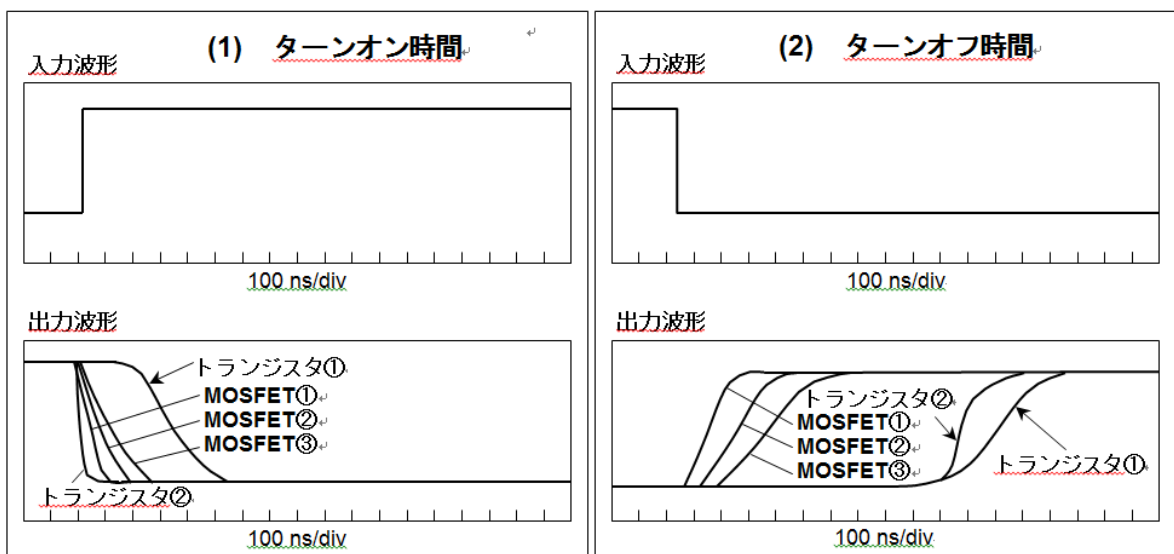 (1) ターンオン時間
入力波形
100 ns/div
出力波形
トランジスタ①
MOSFET①
MOSFET②
MOSFET③
トランジスタ②
100 ns/div
(2) ターンオフ時間
入力波形
100 ns/div
出力波形
トランジスタ②
MOSFET①
MOSFET②
MOSFET③
トランジスタ①
100 ns/div